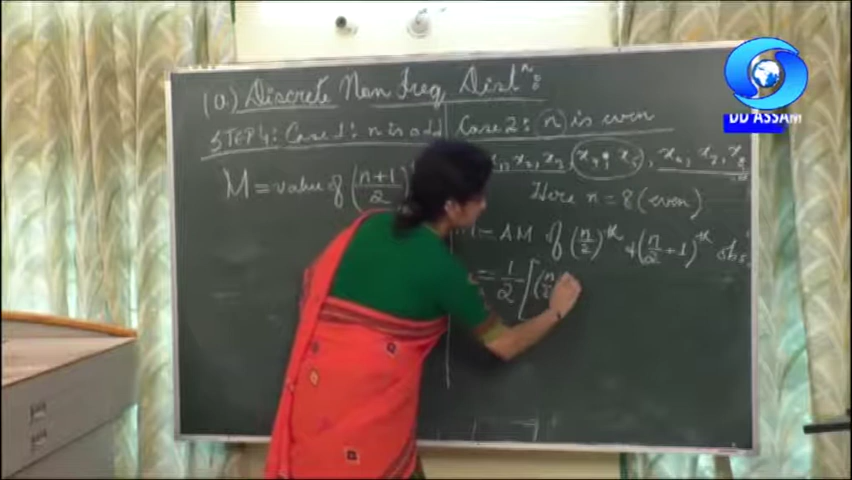 (a) Discrete Non Freq Distⁿ:
STEP 4: Case 1: n is odd
M = value of (n+1/2)
Case 2: n is even
x₂, x₃, x₄, x₅, x₆, x₇, x₈
Here n = 8 (even)
= AM of (n/2)th & (n/2 + 1)th obs.
= 1/2 [(n/2
DD ASSAM